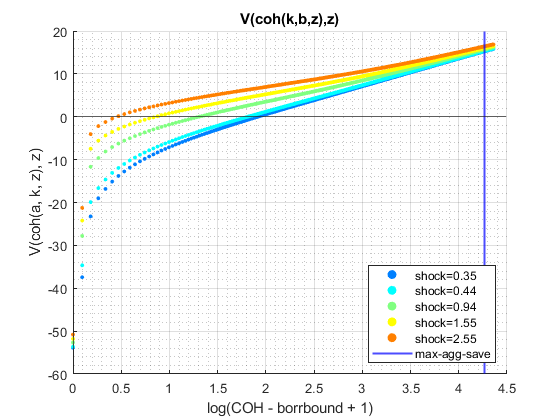 V(coh(k,b,z),z)
V(coh(a, k, z), z)
20
10
0
-10
-20
-30
-40
-50
-60
0
0.5
1
1.5
2
2.5
3
3.5
4
4.5
log(COH - borrbound + 1)
shock=0.35
shock=0.44
shock=0.94
shock=1.55
shock=2.55
max-agg-save